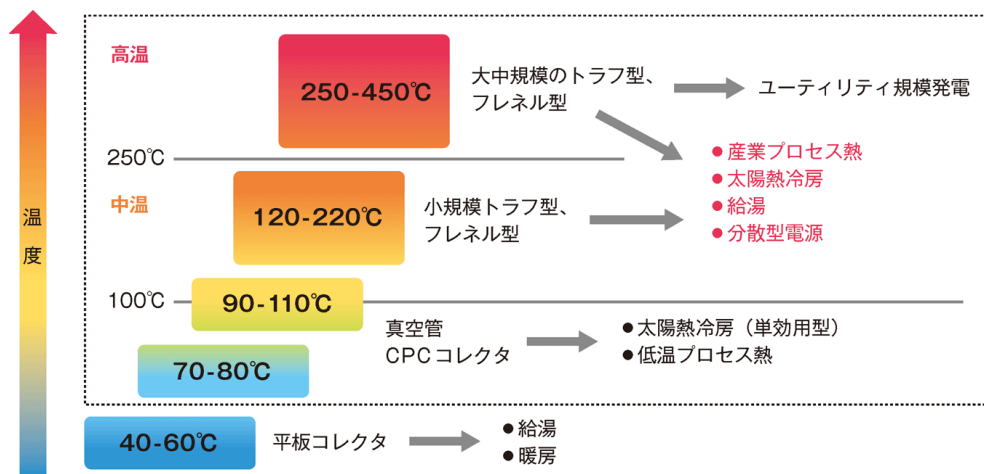 高温
250-450℃
大中規模のトラフ型、
フレネル型
ユーティリティ規模発電
250℃
●産業プロセス熱
●太陽熱冷房
●給湯
●分散型電源
中温
120-220℃
小規模トラフ型、
フレネル型
温度
100℃
90-110℃
真空管
CPCコレクタ
●太陽熱冷房（単効用型）
●低温プロセス熱
70-80℃
40-60℃
平板コレクタ
●給湯
●暖房